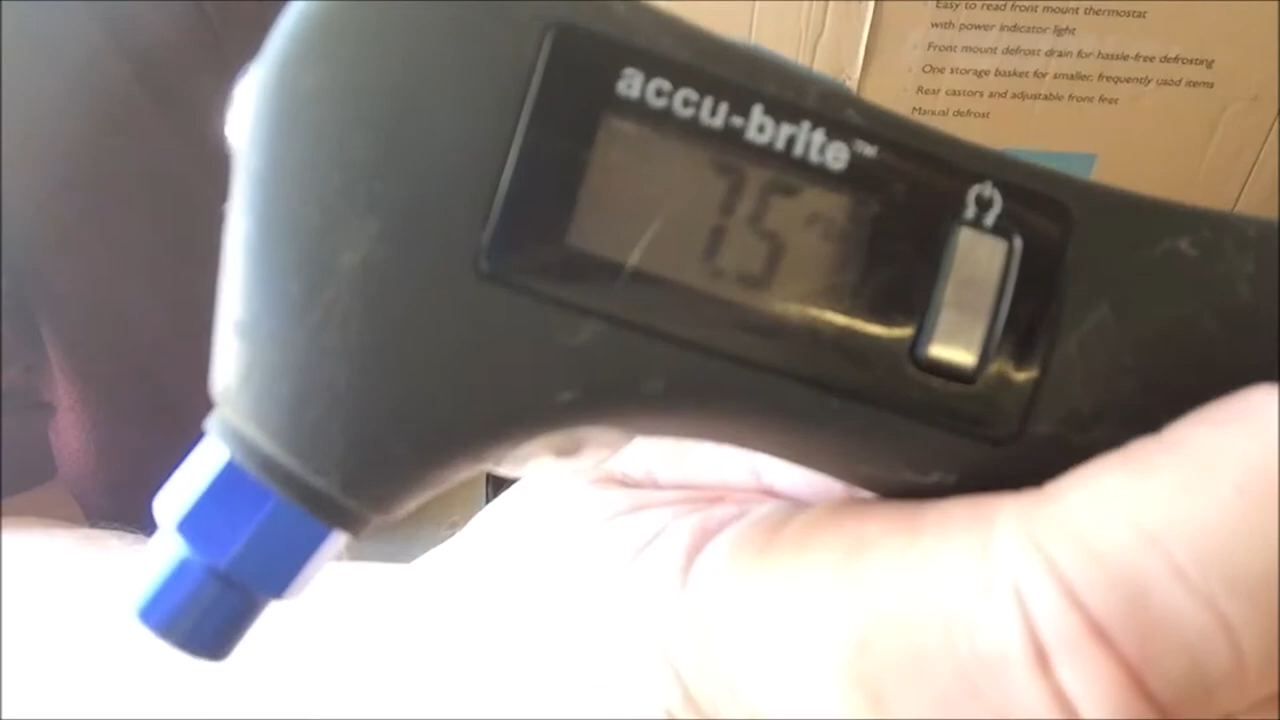 Easy to read front mount thermostat
with power indicator light
Front mount defrost drain for hassle-free defrosting
One storage basket for smaller, frequently used items
Rear castors and adjustable front feet
Manual defrost
accu-brite™
7.5